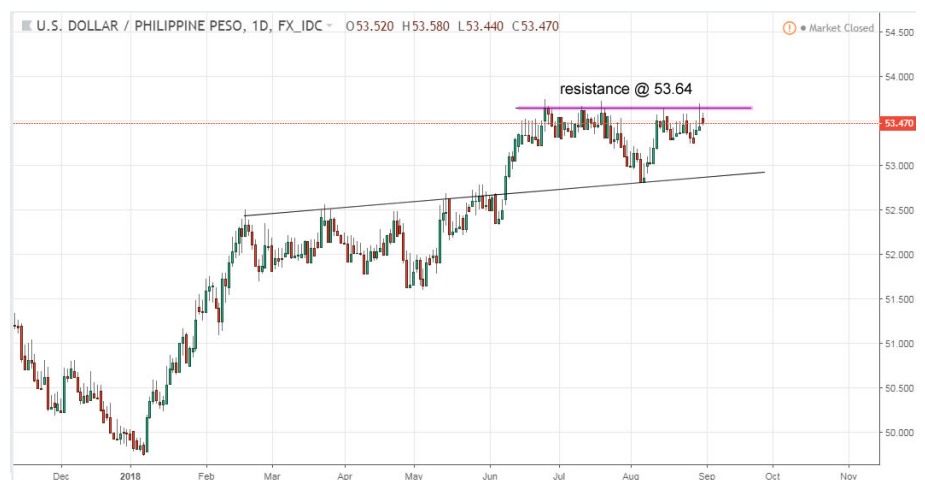 U.S. DOLLAR / PHILIPPINE PESO, 1D, FX_IDC O53.520 H53.580 L53.440 C53.470
Market Closed
54.500
resistance @ 53.64
54.000
53.470
53.000
52.500
52.000
51.500
51.000
50.500
50.000
Dec 2018 Feb Mar Apr May Jun Jul Aug Sep Oct Nov